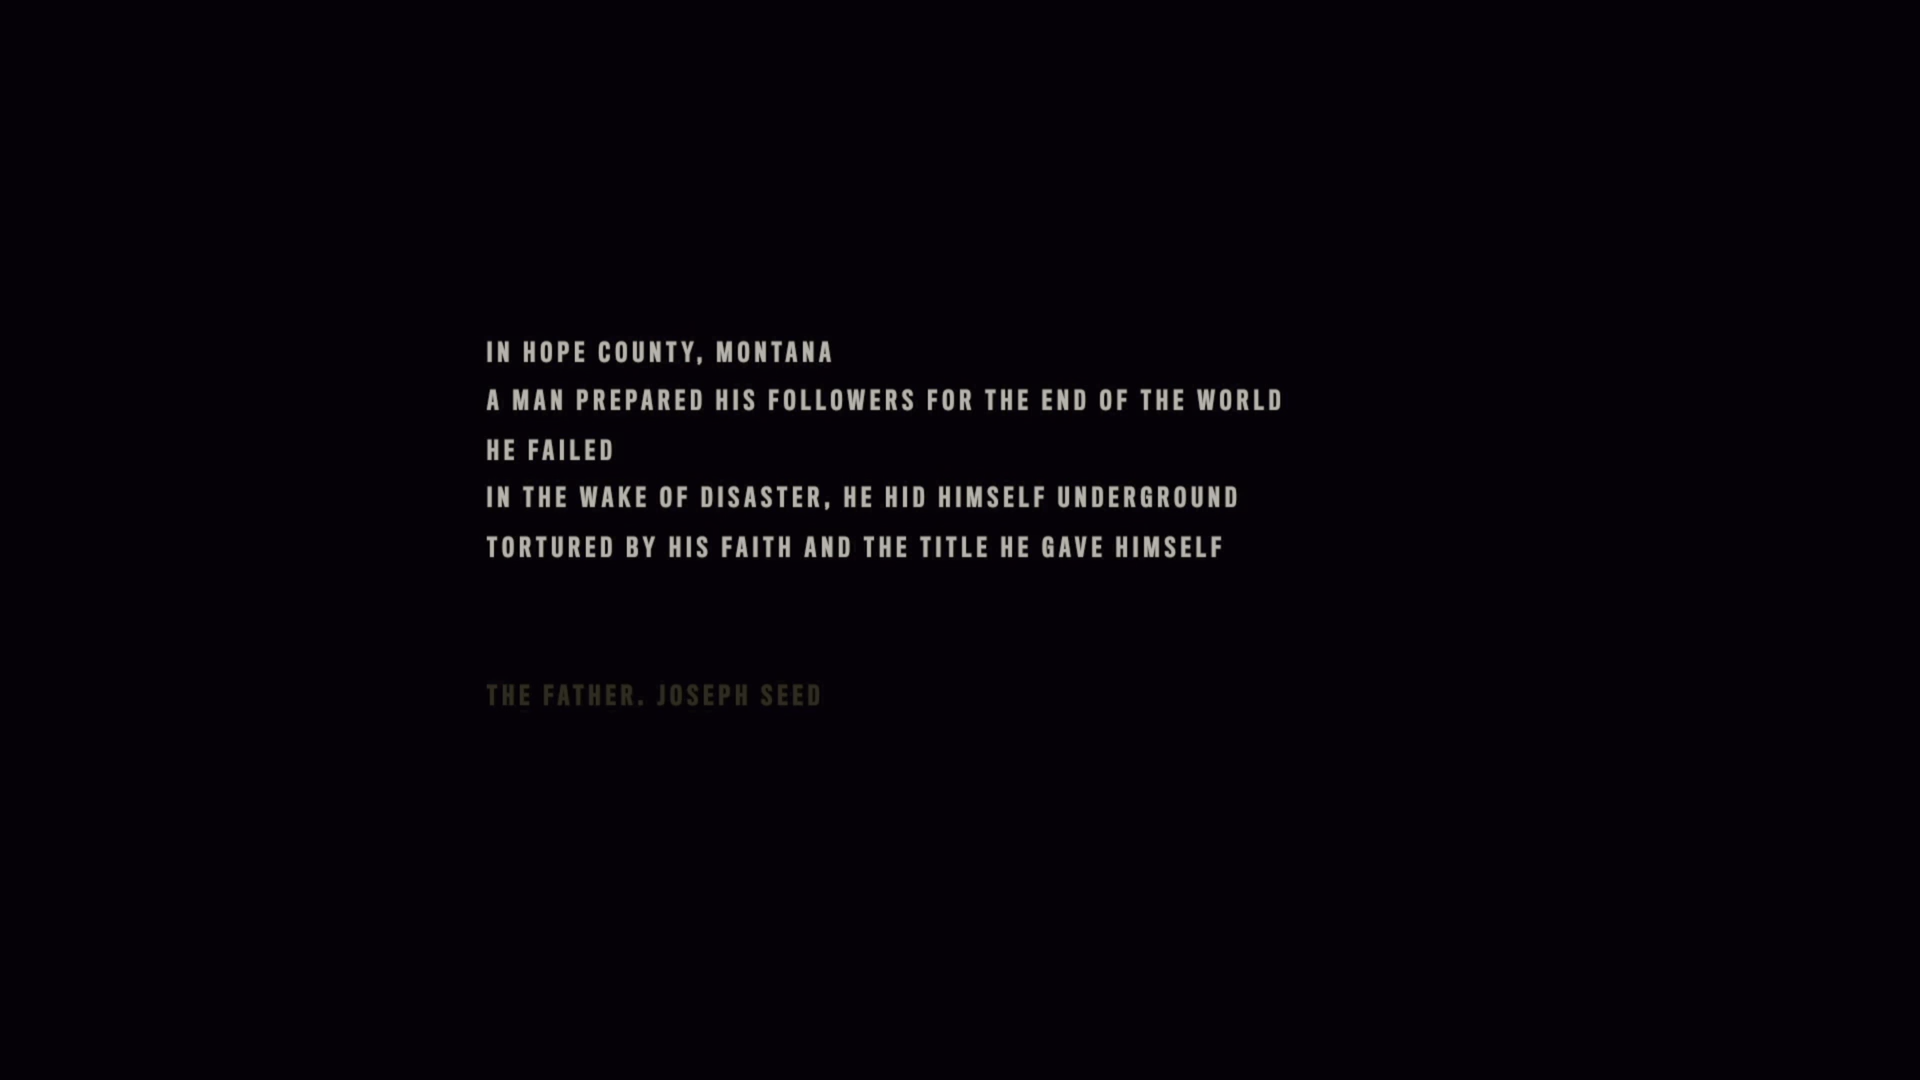 IN HOPE COUNTY, MONTANA
A MAN PREPARED HIS FOLLOWERS FOR THE END OF THE WORLD
HE FAILED
IN THE WAKE OF DISASTER, HE HID HIMSELF UNDERGROUND
TORTURED BY HIS FAITH AND THE TITLE HE GAVE HIMSELF
THE FATHER. JOSEPH SEED